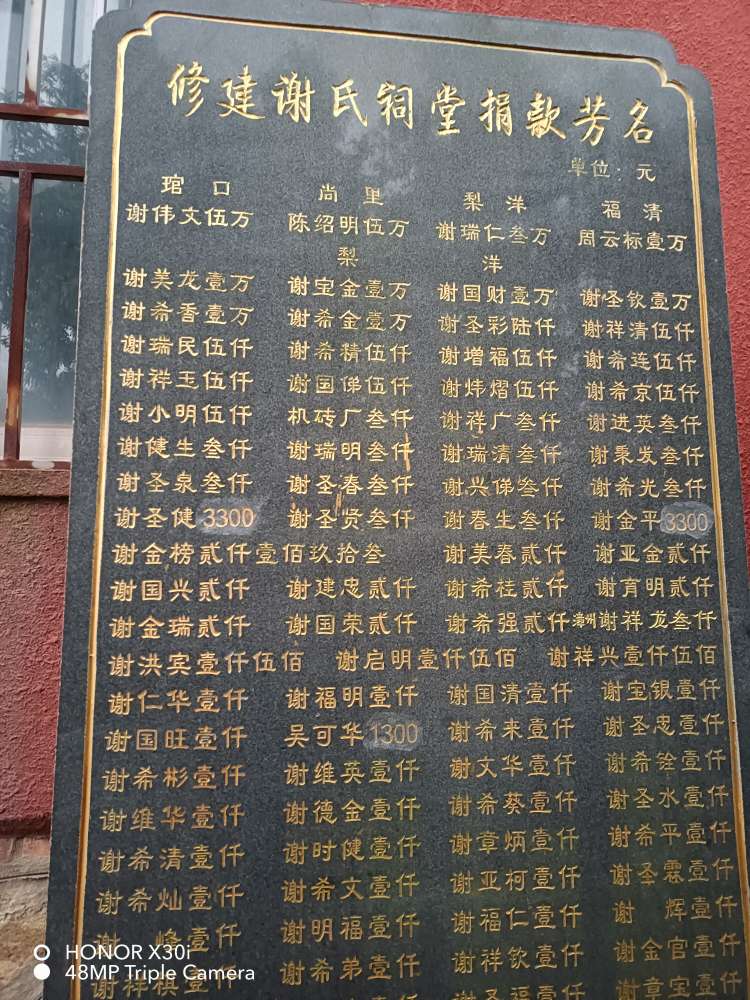 修建谢氏祠堂捐款芳名
单位：元
琯口 尚里 梨洋 福清
谢伟文伍万 陈绍明伍万 谢瑞仁叁万 周云标壹万
梨洋
谢美龙壹万 谢宝金壹万 谢国财壹万 谢圣钦壹万
谢希香壹万 谢希金壹万 谢圣彩陆仟 谢祥清伍仟
谢瑞民伍仟 谢希精伍仟 谢增福伍仟 谢希连伍仟
谢祥玉伍仟 谢国俤伍仟 谢炜熠伍仟 谢希京伍仟
谢小明伍仟 机砖厂叁仟 谢祥广叁仟 谢进英叁仟
谢健生叁仟 谢瑞明叁仟 谢瑞清叁仟 谢秉发叁仟
谢圣泉叁仟 谢圣春叁仟 谢兴俤叁仟 谢希光叁仟
谢圣健3300 谢圣贤叁仟 谢春生叁仟 谢金平3300
谢金榜贰仟壹佰玖拾叁 谢美春贰仟 谢亚金贰仟
谢国兴贰仟 谢建忠贰仟 谢希桂贰仟 谢育明贰仟
谢金瑞贰仟 谢国荣贰仟 谢希强贰仟 漳州谢祥龙叁仟
谢洪宾壹仟伍佰 谢启明壹仟伍佰 谢祥兴壹仟伍佰
谢仁华壹仟 谢福明壹仟 谢国清壹仟 谢宝银壹仟
谢国旺壹仟 吴可华1300 谢希来壹仟 谢圣忠壹仟
谢希彬壹仟 谢维英壹仟 谢文华壹仟 谢希铨壹仟
谢维华壹仟 谢德金壹仟 谢希葵壹仟 谢圣水壹仟
谢希清壹仟 谢时健壹仟 谢章炳壹仟 谢希平壹仟
谢希灿壹仟 谢希文壹仟 谢亚柯壹仟 谢圣霖壹仟
谢明福壹仟 谢福仁壹仟 谢辉壹仟
谢祥棋壹仟 谢希弟壹仟 谢祥钦壹仟 谢金官壹仟
谢圣福壹仟 谢章宝壹仟
HONOR X30i
48MP Triple Camera